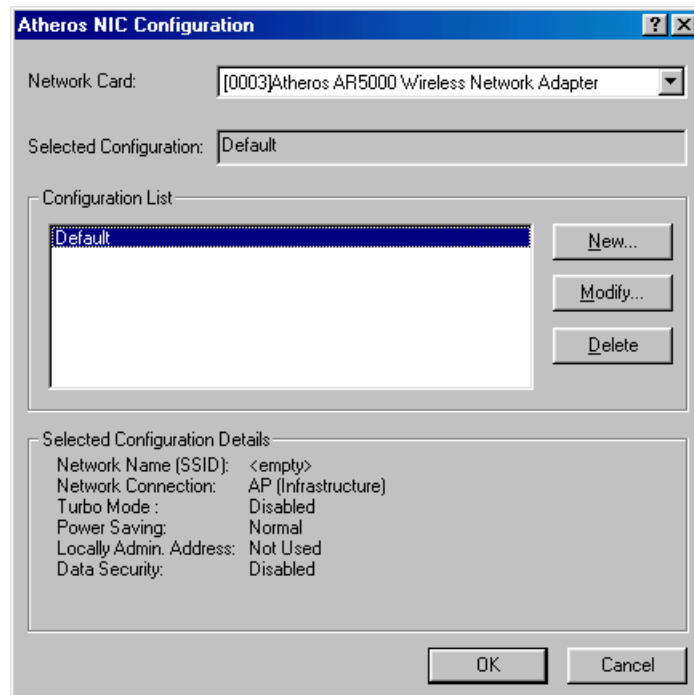 Atheros NIC Configuration
Network Card: [0003]Atheros AR5000 Wireless Network Adapter
Selected Configuration: Default
Configuration List
Default
New...
Modify...
Delete
Selected Configuration Details
Network Name (SSID): <empty>
Network Connection: AP (Infrastructure)
Turbo Mode : Disabled
Power Saving: Normal
Locally Admin. Address: Not Used
Data Security: Disabled
OK Cancel